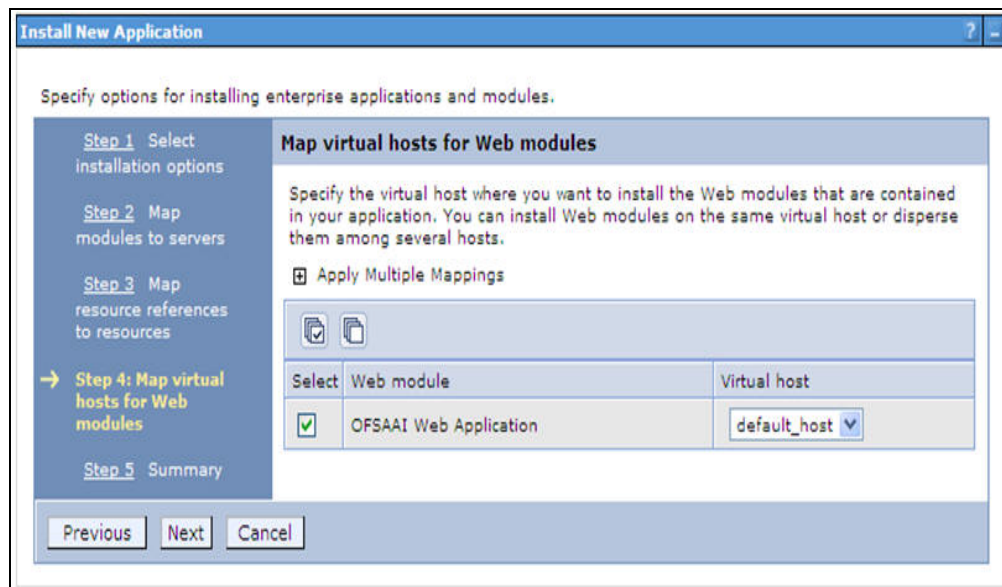 Install New Application
?
Specify options for installing enterprise applications and modules.
Step 1 Select
installation options
Step 2 Map
modules to servers
Step 3 Map
resource references
to resources
Step 4: Map virtual
hosts for Web
modules
Step 5 Summary
Map virtual hosts for Web modules
Specify the virtual host where you want to install the Web modules that are contained
in your application. You can install Web modules on the same virtual host or disperse
them among several hosts.
Apply Multiple Mappings
Select Web module Virtual host
OFSAAI Web Application default_host
Previous Next Cancel